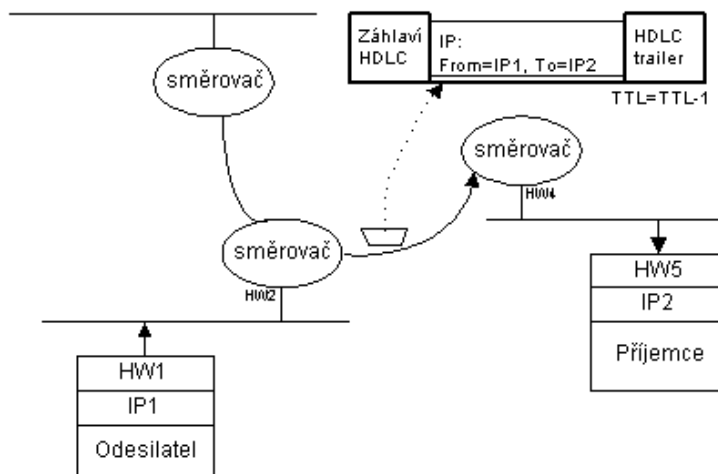 Záhlaví
HDLC
IP:
From=IP1, To=IP2
HDLC
trailer
TTL=TTL-1
směrovač
směrovač
HW4
směrovač
HW2
HW5
IP2
Příjemce
HW1
IP1
Odesilatel